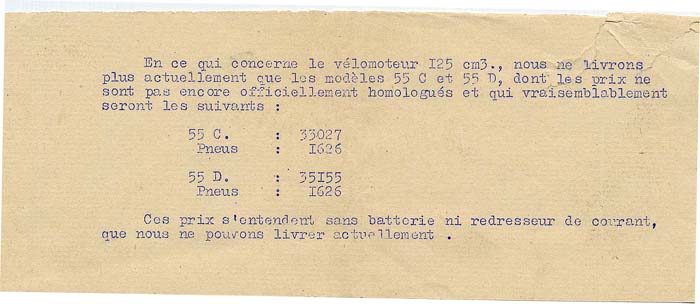 En ce qui concerne le vélomoteur I25 cm3., nous ne livrons
plus actuellement que les modèles 55 C et 55 D, dont les prix ne
sont pas encore officiellement homologués et qui vraisemblablement
seront les suivants :
55 C. : 33027
Pneus : I626
55 D. : 35I55
Pneus : I626
Ces prix s'entendent sans batterie ni redresseur de courant,
que nous ne pouvons livrer actuellement .